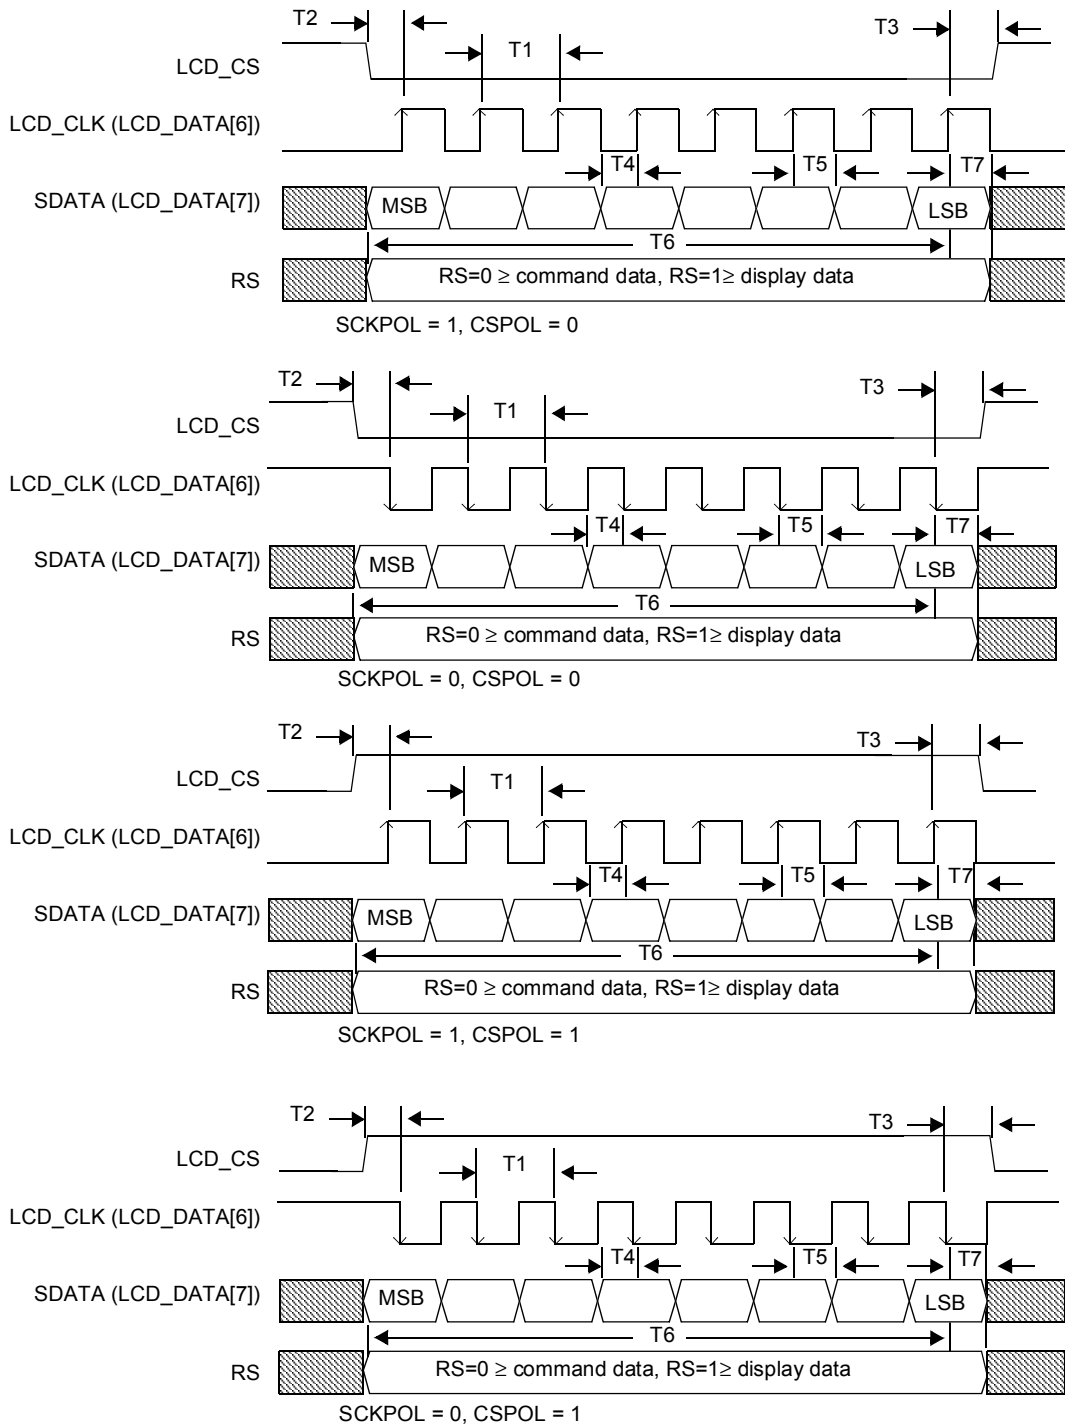 T2
T3
T1
LCD_CS
LCD_CLK (LCD_DATA[6])
T4
T5
T7
SDATA (LCD_DATA[7])
MSB
LSB
T6
RS
RS=0 ≥ command data, RS=1≥ display data
SCKPOL = 1, CSPOL = 0
T2
T3
T1
LCD_CS
LCD_CLK (LCD_DATA[6])
T4
T5
T7
SDATA (LCD_DATA[7])
MSB
LSB
T6
RS
RS=0 ≥ command data, RS=1≥ display data
SCKPOL = 0, CSPOL = 0
T2
T3
LCD_CS
T1
LCD_CLK (LCD_DATA[6])
T4
T5
T7
SDATA (LCD_DATA[7])
MSB
LSB
T6
RS
RS=0 ≥ command data, RS=1≥ display data
SCKPOL = 1, CSPOL = 1
T2
T3
LCD_CS
T1
LCD_CLK (LCD_DATA[6])
T4
T5
T7
SDATA (LCD_DATA[7])
MSB
LSB
T6
RS
RS=0 ≥ command data, RS=1≥ display data
SCKPOL = 0, CSPOL = 1